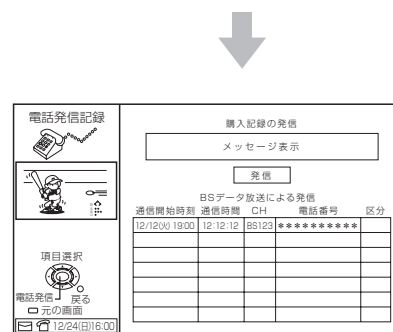 電話発信記録
項目選択
電話発信
戻る
元の画面
12/24(日)16:00
購入記録の発信
メッセージ表示
発信
BSデータ放送による発信
通信開始時刻 通信時間 CH 電話番号 区分
12/12(火) 19:00 12:12:12 BS123 **********